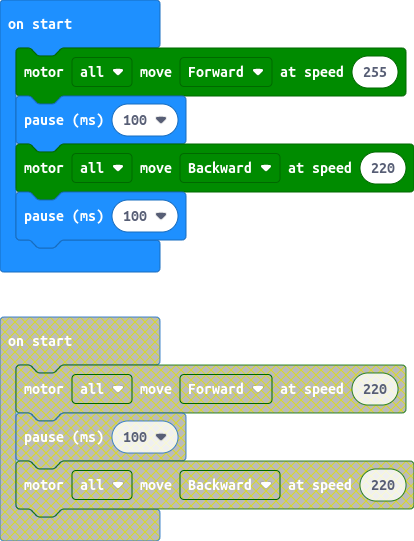 on start
motor all move Forward at speed 255
pause (ms) 100
motor all move Backward at speed 220
pause (ms) 100
on start
motor all move Forward at speed 220
pause (ms) 100
motor all move Backward at speed 220